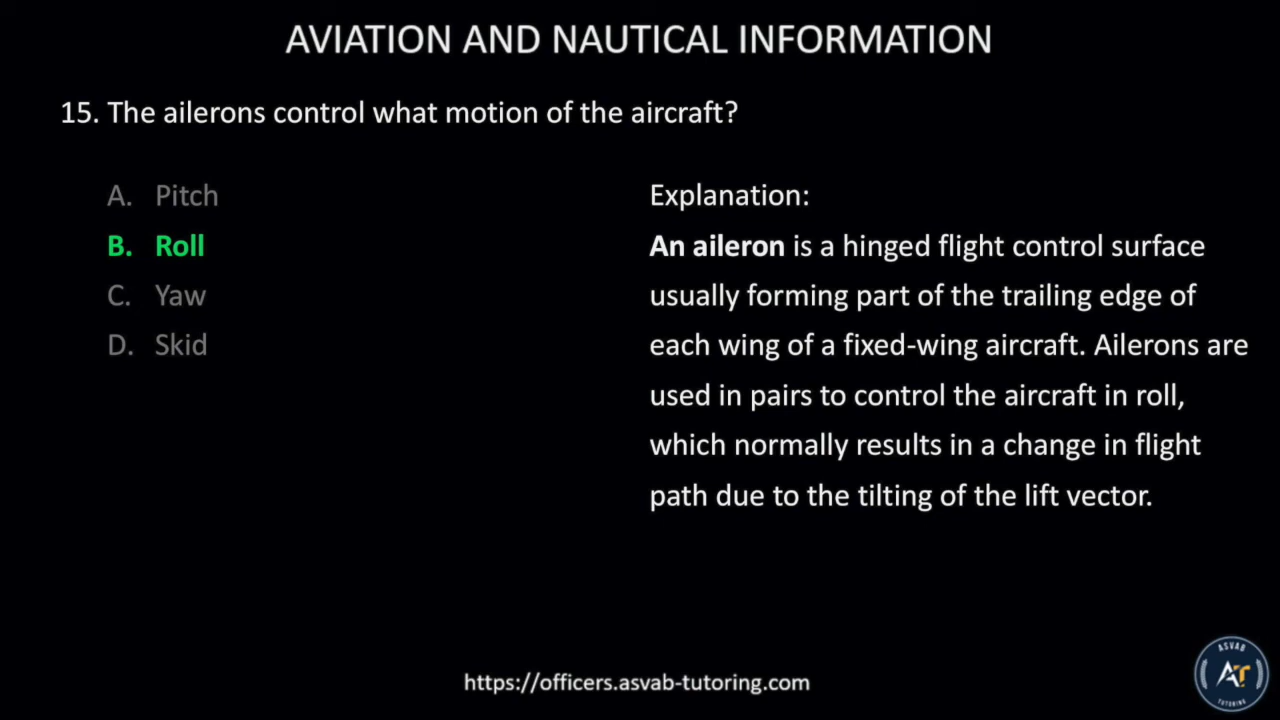 AVIATION AND NAUTICAL INFORMATION
15. The ailerons control what motion of the aircraft?
A. Pitch
B. Roll
C. Yaw
D. Skid
Explanation:
An aileron is a hinged flight control surface
usually forming part of the trailing edge of
each wing of a fixed-wing aircraft. Ailerons are
used in pairs to control the aircraft in roll,
which normally results in a change in flight
path due to the tilting of the lift vector.
https://officers.asvab-tutoring.com
ASVAB
AT
TUTORING